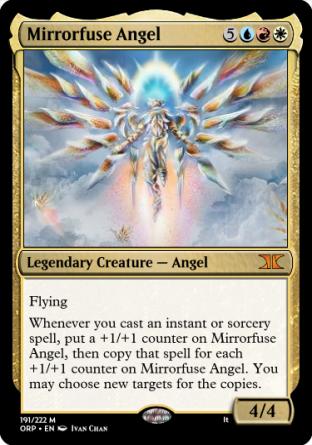 Mirrorfuse Angel 5
Legendary Creature — Angel
Flying
Whenever you cast an instant or sorcery
spell, put a +1/+1 counter on Mirrorfuse
Angel, then copy that spell for each
+1/+1 counter on Mirrorfuse Angel. You
may choose new targets for the copies.
4/4
191/222 M It
ORP • EN Ivan Chan